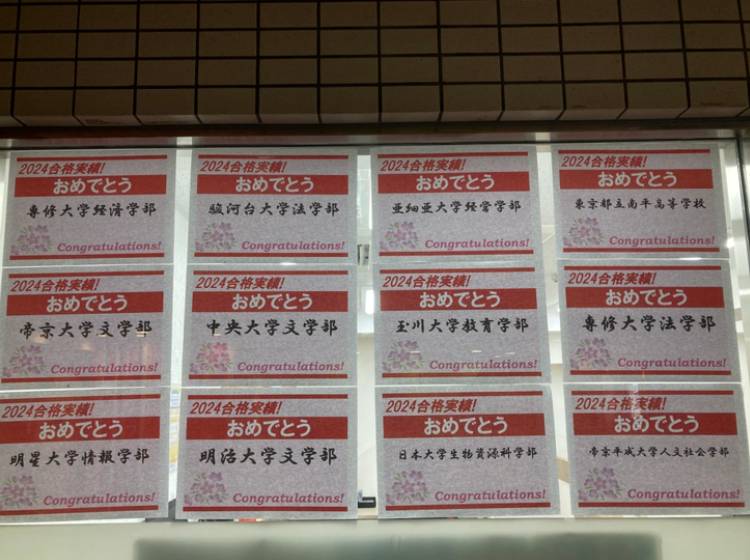 2024合格実績!
おめでとう
専修大学経済学部
Congratulations!
2024合格実績!
おめでとう
駿河台大学法学部
Congratulations!
2024合格実績!
おめでとう
亜細亜大学経営学部
Congratulations!
2024合格実績!
おめでとう
東京都立南平高等学校
Congratulations!
2024合格実績!
おめでとう
帝京大学文学部
Congratulations!
2024合格実績!
おめでとう
中央大学文学部
Congratulations!
2024合格実績!
おめでとう
玉川大学教育学部
Congratulations!
2024合格実績!
おめでとう
専修大学法学部
Congratulations!
2024合格実績!
おめでとう
明星大学情報学部
Congratulations!
2024合格実績!
おめでとう
明治大学文学部
Congratulations!
2024合格実績!
おめでとう
日本大学生物資源科学部
Congratulations!
2024合格実績!
おめでとう
帝京平成大学人文社会学部
Congratulations!